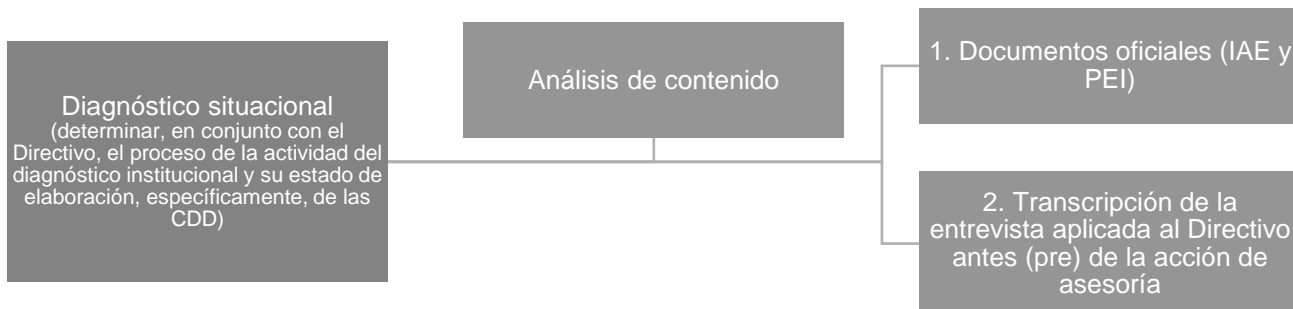 Diagnóstico situacional
(determinar, en conjunto con el
Directivo, el proceso de la actividad del
diagnóstico institucional y su estado de
elaboración, específicamente, de las
CDD)
Análisis de contenido
1. Documentos oficiales (IAE y
PEI)
2. Transcripción de la
entrevista aplicada al Directivo
antes (pre) de la acción de
asesoría